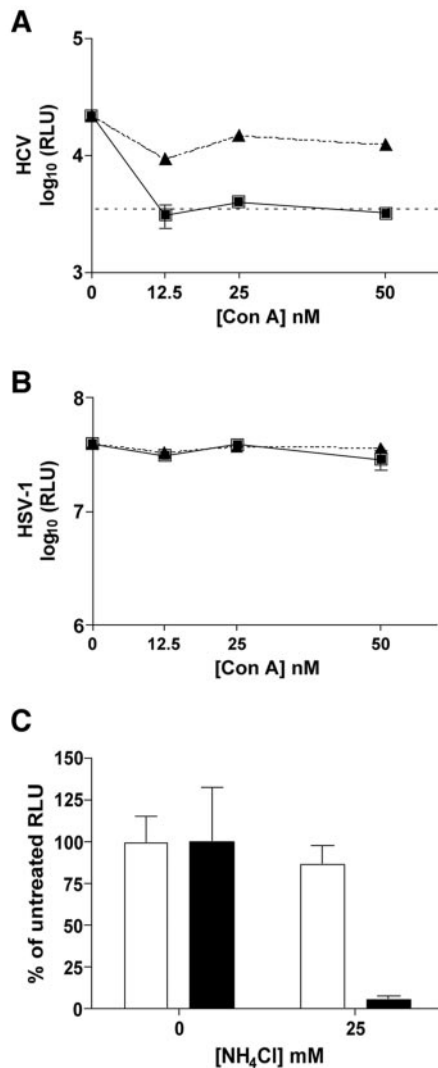 A
5
4
3
HCV
log₁₀ (RLU)
0 12.5 25 50
[Con A] nM
B
8
7
6
HSV-1
log₁₀ (RLU)
0 12.5 25 50
[Con A] nM
C
150
125
100
75
50
25
0
% of untreated RLU
0 25
[NH₄Cl] mM